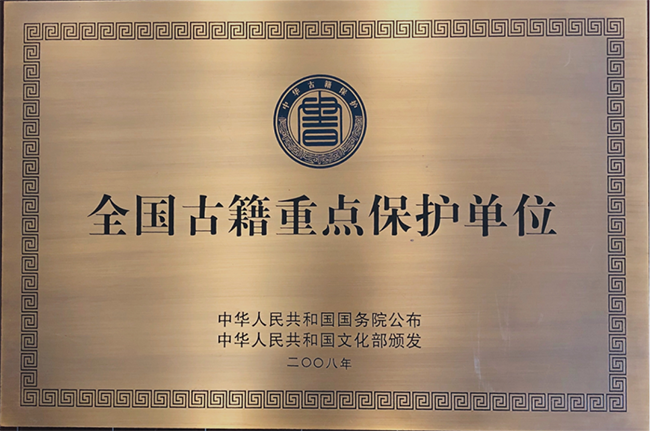 中华古籍保护
書
全国古籍重点保护单位
中华人民共和国国务院公布
中华人民共和国文化部颁发
二〇〇八年